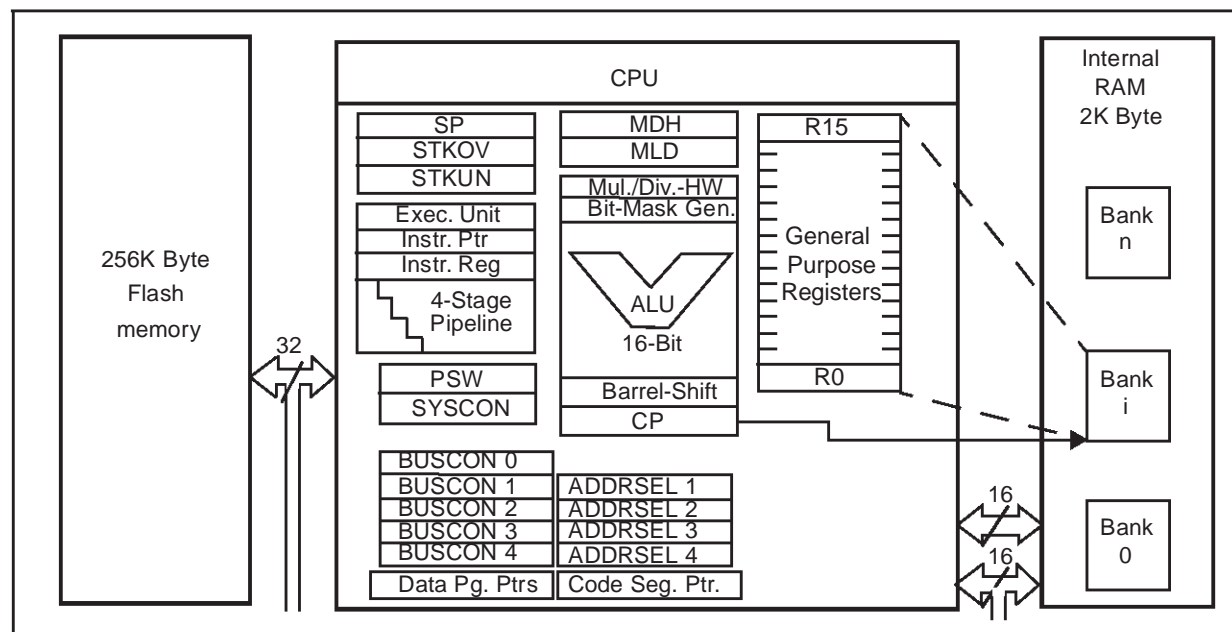 256K Byte
Flash
memory
32
CPU
SP
STKOV
STKUN
Exec. Unit
Instr. Ptr
Instr. Reg
4-Stage
Pipeline
PSW
SYSCON
BUSCON 0
BUSCON 1
BUSCON 2
BUSCON 3
BUSCON 4
Data Pg. Ptrs
MDH
MLD
Mul./Div.-HW
Bit-Mask Gen.
ALU
16-Bit
Barrel-Shift
CP
ADDRSEL 1
ADDRSEL 2
ADDRSEL 3
ADDRSEL 4
Code Seg. Ptr.
R15
General
Purpose
Registers
R0
16
16
Internal
RAM
2K Byte
Bank
n
Bank
i
Bank
0